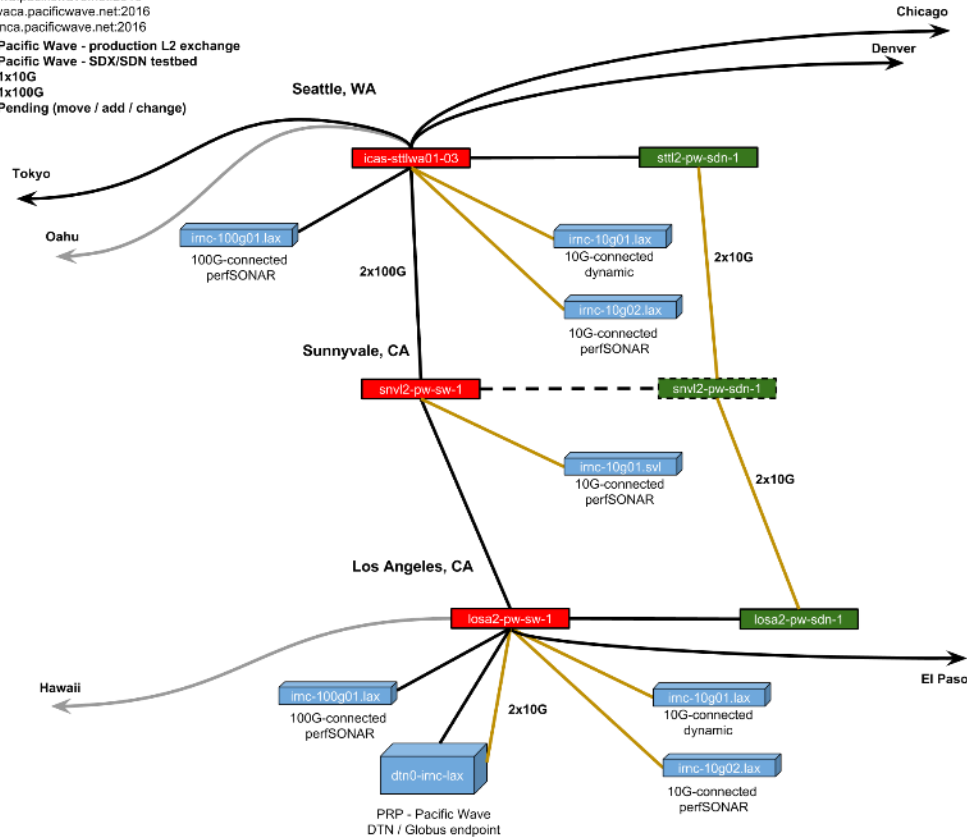 vaca.pacificwave.net:2016
nca.pacificwave.net:2016
Pacific Wave - production L2 exchange
Pacific Wave - SDX/SDN testbed
1x10G
1x100G
Pending (move / add / change)
Chicago
Denver
Seattle, WA
icas-sttlwa01-03
sttl2-pw-sdn-1
Tokyo
Oahu
irnc-100g01.lax
100G-connected
perfSONAR
2x100G
irnc-10g01.lax
10G-connected
dynamic
2x10G
irnc-10g02.lax
10G-connected
perfSONAR
Sunnyvale, CA
snvl2-pw-sw-1
snvl2-pw-sdn-1
irnc-10g01.svl
10G-connected
perfSONAR
2x10G
Los Angeles, CA
losa2-pw-sw-1
losa2-pw-sdn-1
Hawaii
El Paso
irnc-100g01.lax
100G-connected
perfSONAR
2x10G
irnc-10g01.lax
10G-connected
dynamic
dtn0-irnc-lax
irnc-10g02.lax
10G-connected
perfSONAR
PRP - Pacific Wave
DTN / Globus endpoint